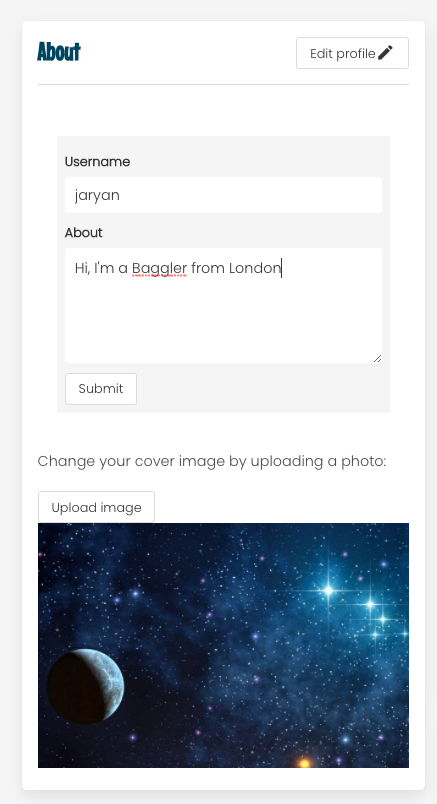 About
Edit profile
Username
jaryan
About
Hi, I'm a Baggler from London
Submit
Change your cover image by uploading a photo:
Upload image